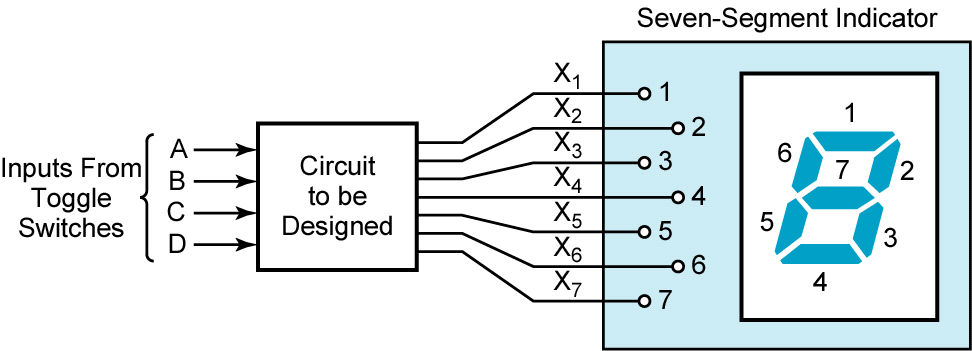 Seven-Segment Indicator
Inputs From
Toggle
Switches
A
B
C
D
Circuit
to be
Designed
X1
X2
X3
X4
X5
X6
X7
1
2
3
4
5
6
7
1
6
7
2
5
3
4